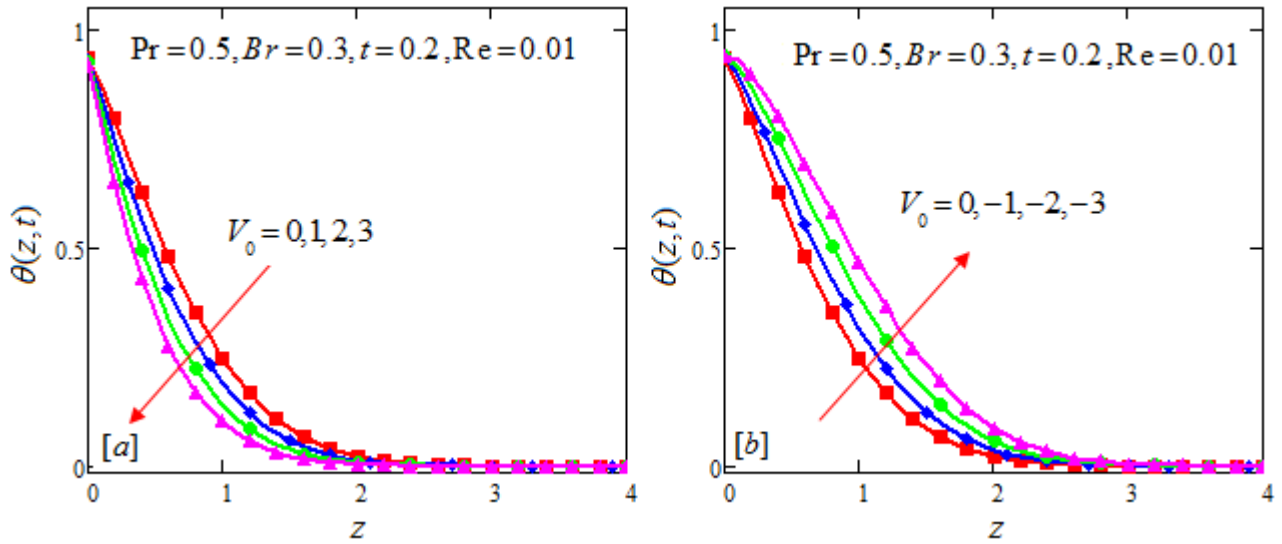 Pr = 0.5, Br = 0.3, t = 0.2, Re = 0.01
V₀ = 0,1,2,3
θ(z,t)
1
0.5
0
[a]
0 1 2 3 4
z
Pr = 0.5, Br = 0.3, t = 0.2, Re = 0.01
V₀ = 0,−1,−2,−3
θ(z,t)
1
0.5
0
[b]
0 1 2 3 4
z